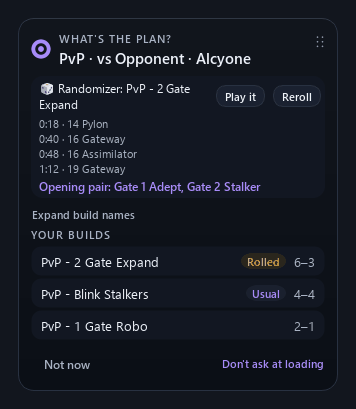 WHAT'S THE PLAN?
PvP · vs Opponent · Alcyone
🎲 Randomizer: PvP - 2 Gate Expand
Play it
Reroll
0:18 · 14 Pylon
0:40 · 16 Gateway
0:48 · 16 Assimilator
1:12 · 19 Gateway
Opening pair: Gate 1 Adept, Gate 2 Stalker
Expand build names
YOUR BUILDS
PvP - 2 Gate Expand Rolled 6–3
PvP - Blink Stalkers Usual 4–4
PvP - 1 Gate Robo 2–1
Not now Don't ask at loading